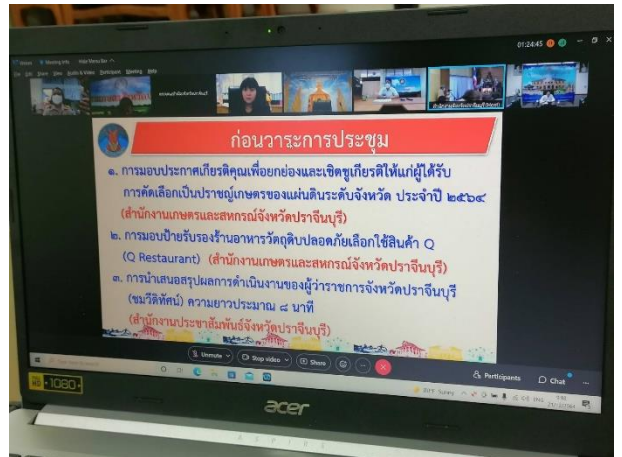 01:24:45
ก่อนวาระการประชุม
๑. การมอบประกาศเกียรติคุณเพื่อยกย่องและเชิดชูเกียรติให้แก่ผู้ได้รับ
การคัดเลือกเป็นปราชญ์เกษตรของแผ่นดินระดับจังหวัด ประจำปี ๒๕๖๔
(สำนักงานเกษตรและสหกรณ์จังหวัดปราจีนบุรี)
๒. การมอบป้ายรับรองร้านอาหารวัตถุดิบปลอดภัยเลือกใช้สินค้า Q
(Q Restaurant) (สำนักงานเกษตรและสหกรณ์จังหวัดปราจีนบุรี)
๓. การนำเสนอสรุปผลการดำเนินงานของผู้ว่าราชการจังหวัดปราจีนบุรี
(ชมวีดิทัศน์) ความยาวประมาณ ๘ นาที
(สำนักงานประชาสัมพันธ์จังหวัดปราจีนบุรี)
Unmute Stop video Share
Participants Chat
Sunny ENG
HD 1080
acer
ASPIRE